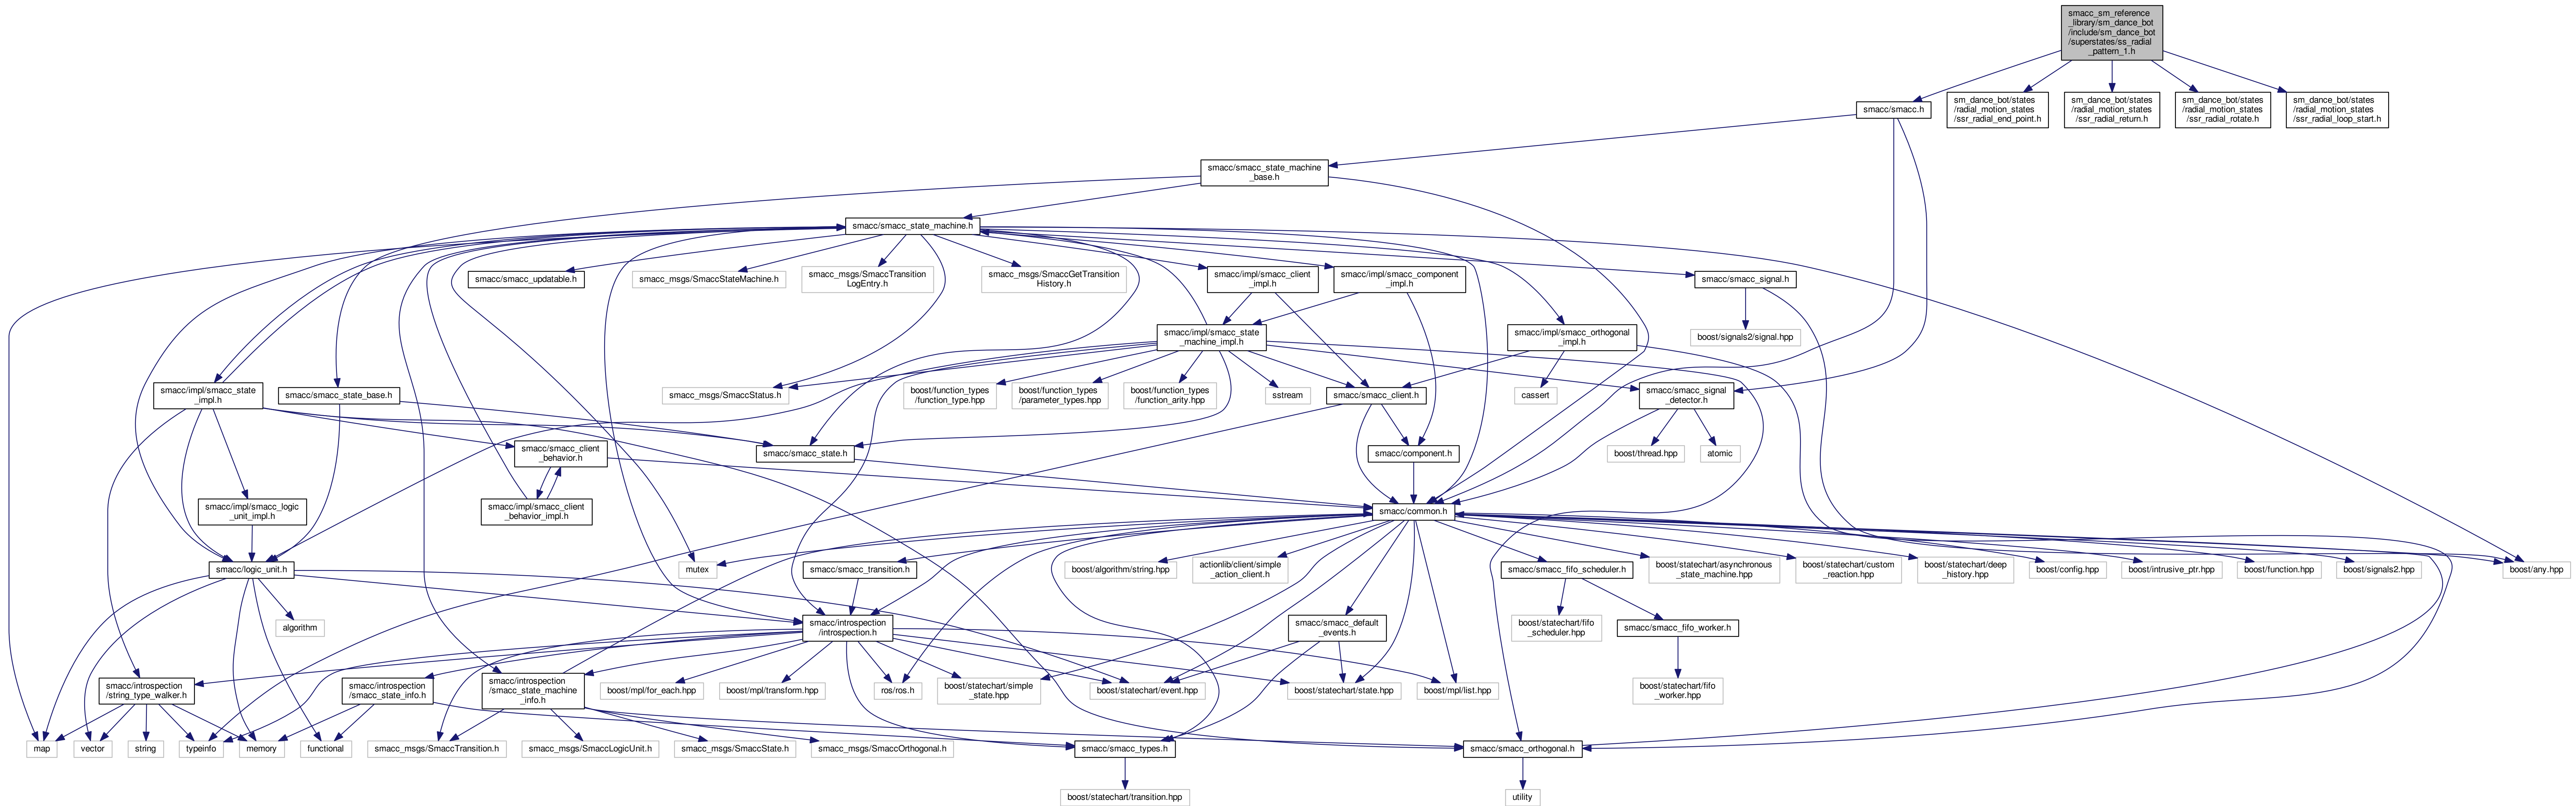 smacc_sm_reference
_library/sm_dance_bot
/include/sm_dance_bot
/superstates/ss_radial
_pattern_1.h
smacc/smacc.h
sm_dance_bot/states
/radial_motion_states
/ssr_radial_end_point.h
sm_dance_bot/states
/radial_motion_states
/ssr_radial_return.h
sm_dance_bot/states
/radial_motion_states
/ssr_radial_rotate.h
sm_dance_bot/states
/radial_motion_states
/ssr_radial_loop_start.h
smacc/smacc_state_machine
_base.h
smacc/smacc_state_machine.h
smacc/smacc_updatable.h
smacc_msgs/SmaccStateMachine.h
smacc_msgs/SmaccTransition
LogEntry.h
smacc_msgs/SmaccGetTransition
History.h
smacc/impl/smacc_client
_impl.h
smacc/impl/smacc_component
_impl.h
smacc/smacc_signal.h
smacc/impl/smacc_state
_machine_impl.h
smacc/impl/smacc_orthogonal
_impl.h
boost/signals2/signal.hpp
smacc/impl/smacc_state
_impl.h
smacc/smacc_state_base.h
smacc_msgs/SmaccStatus.h
boost/function_types
/function_type.hpp
boost/function_types
/parameter_types.hpp
boost/function_types
/function_arity.hpp
sstream
smacc/smacc_client.h
cassert
smacc/smacc_signal
_detector.h
smacc/smacc_client
_behavior.h
smacc/smacc_state.h
smacc/component.h
boost/thread.hpp
atomic
smacc/impl/smacc_logic
_unit_impl.h
smacc/impl/smacc_client
_behavior_impl.h
smacc/common.h
smacc/logic_unit.h
mutex
smacc/smacc_transition.h
boost/algorithm/string.hpp
actionlib/client/simple
_action_client.h
smacc/smacc_fifo_scheduler.h
boost/statechart/asynchronous
_state_machine.hpp
boost/statechart/custom
_reaction.hpp
boost/statechart/deep
_history.hpp
boost/config.hpp
boost/intrusive_ptr.hpp
boost/function.hpp
boost/signals2.hpp
boost/any.hpp
algorithm
smacc/introspection
/introspection.h
smacc/smacc_default
_events.h
boost/statechart/fifo
_scheduler.hpp
smacc/smacc_fifo_worker.h
smacc/introspection
/string_type_walker.h
smacc/introspection
/smacc_state_info.h
smacc/introspection
/smacc_state_machine
_info.h
boost/mpl/for_each.hpp
boost/mpl/transform.hpp
ros/ros.h
boost/statechart/simple
_state.hpp
boost/statechart/event.hpp
boost/statechart/state.hpp
boost/mpl/list.hpp
boost/statechart/fifo
_worker.hpp
map
vector
string
typeinfo
memory
functional
smacc_msgs/SmaccTransition.h
smacc_msgs/SmaccLogicUnit.h
smacc_msgs/SmaccState.h
smacc_msgs/SmaccOrthogonal.h
smacc/smacc_types.h
smacc/smacc_orthogonal.h
boost/statechart/transition.hpp
utility